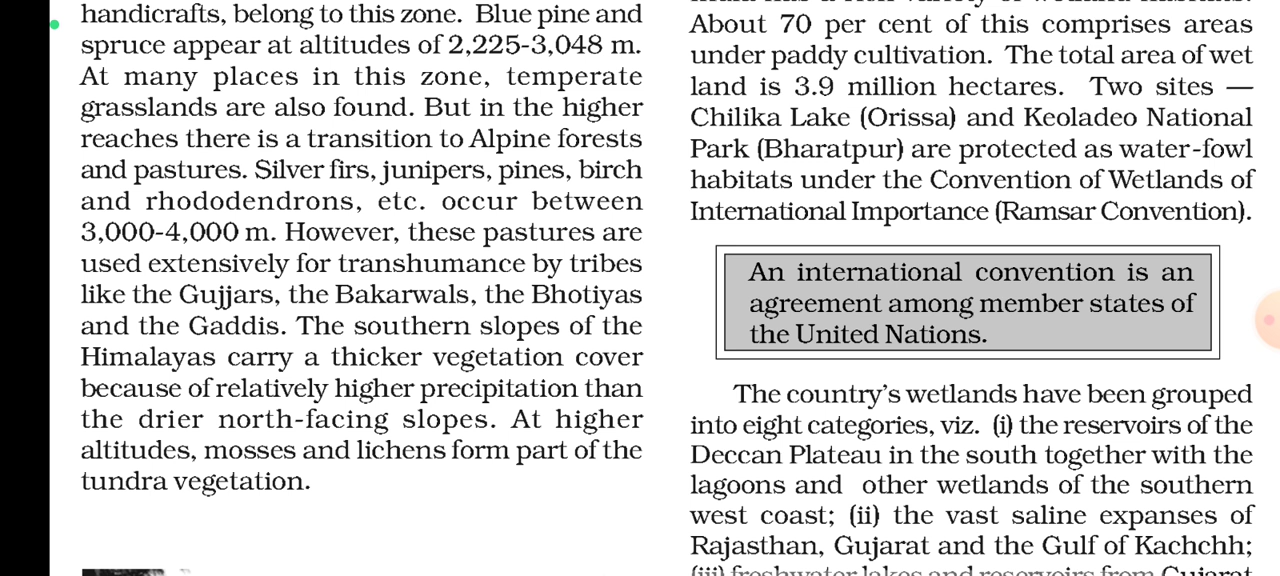 handicrafts, belong to this zone. Blue pine and
spruce appear at altitudes of 2,225-3,048 m.
At many places in this zone, temperate
grasslands are also found. But in the higher
reaches there is a transition to Alpine forests
and pastures. Silver firs, junipers, pines, birch
and rhododendrons, etc. occur between
3,000-4,000 m. However, these pastures are
used extensively for transhumance by tribes
like the Gujjars, the Bakarwals, the Bhotiyas
and the Gaddis. The southern slopes of the
Himalayas carry a thicker vegetation cover
because of relatively higher precipitation than
the drier north-facing slopes. At higher
altitudes, mosses and lichens form part of the
tundra vegetation.
About 70 per cent of this comprises areas
under paddy cultivation. The total area of wet
land is 3.9 million hectares. Two sites —
Chilika Lake (Orissa) and Keoladeo National
Park (Bharatpur) are protected as water-fowl
habitats under the Convention of Wetlands of
International Importance (Ramsar Convention).
An international convention is an
agreement among member states of
the United Nations.
The country's wetlands have been grouped
into eight categories, viz. (i) the reservoirs of the
Deccan Plateau in the south together with the
lagoons and other wetlands of the southern
west coast; (ii) the vast saline expanses of
Rajasthan, Gujarat and the Gulf of Kachchh;
(iii) freshwater lakes and reservoirs from Gujarat